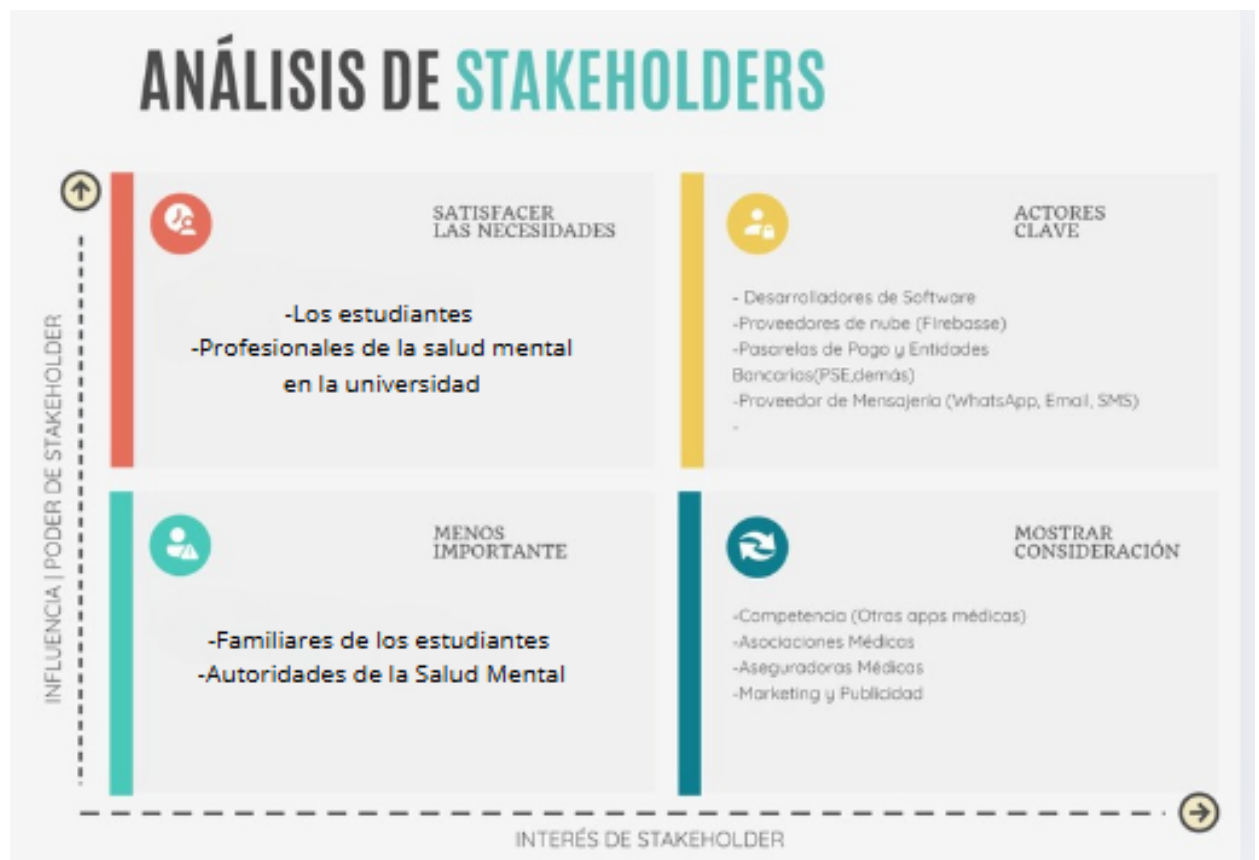 ANÁLISIS DE STAKEHOLDERS
INFLUENCIA | PODER DE STAKEHOLDER
SATISFACER
LAS NECESIDADES
-Los estudiantes
-Profesionales de la salud mental
en la universidad
ACTORES
CLAVE
- Desarrolladores de Software
-Proveedores de nube (Firebasse)
-Pasarelas de Pago y Entidades
Bancarias(PSE,demás)
-Proveedor de Mensajería (WhatsApp, Email, SMS)
-
MENOS
IMPORTANTE
-Familiares de los estudiantes
-Autoridades de la Salud Mental
MOSTRAR
CONSIDERACIÓN
-Competencia (Otras apps médicas)
-Asociaciones Médicas
-Aseguradoras Médicas
-Marketing y Publicidad
INTERÉS DE STAKEHOLDER